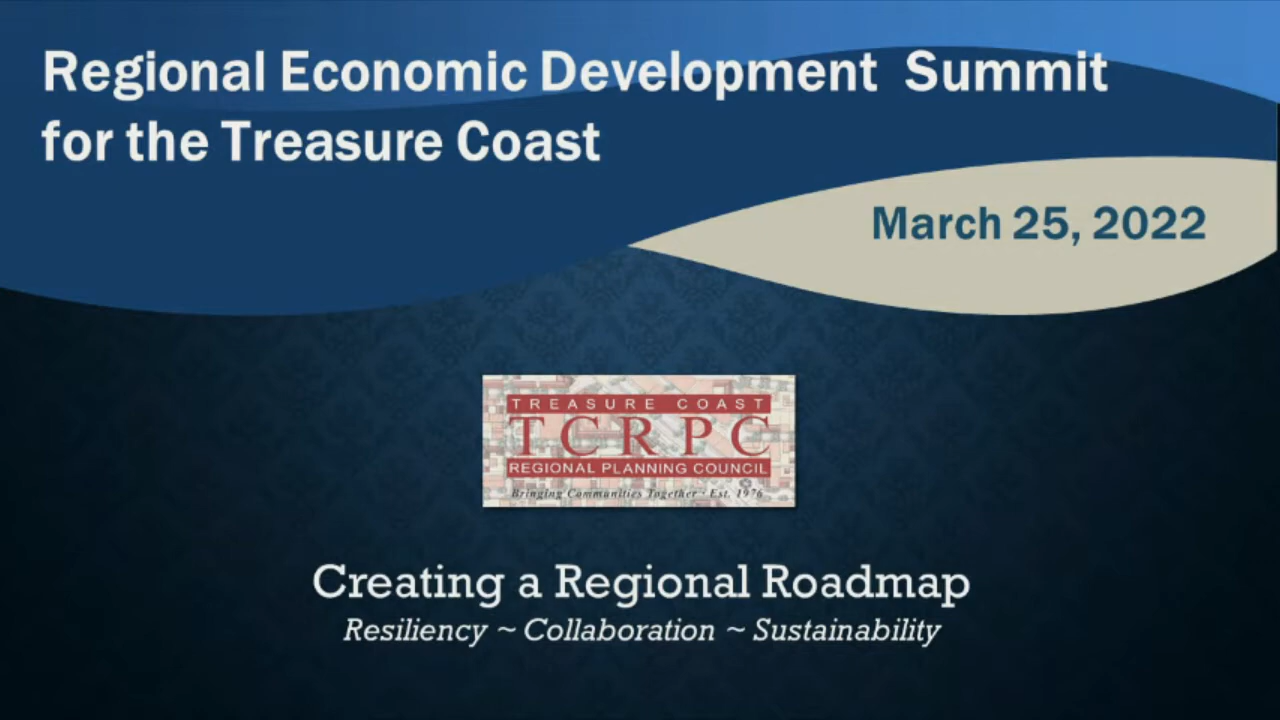 Regional Economic Development Summit
for the Treasure Coast
March 25, 2022
TREASURE COAST
TCRPC
REGIONAL PLANNING COUNCIL
Bringing Communities Together · Est. 1976
Creating a Regional Roadmap
Resiliency ~ Collaboration ~ Sustainability